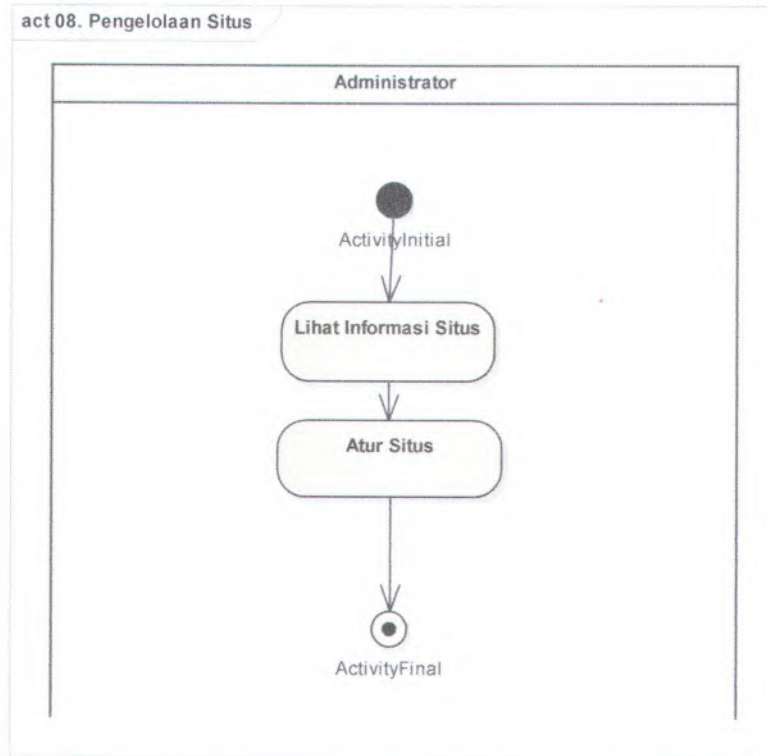 act 08. Pengelolaan Situs
Administrator
ActivityInitial
Lihat Informasi Situs
Atur Situs
ActivityFinal